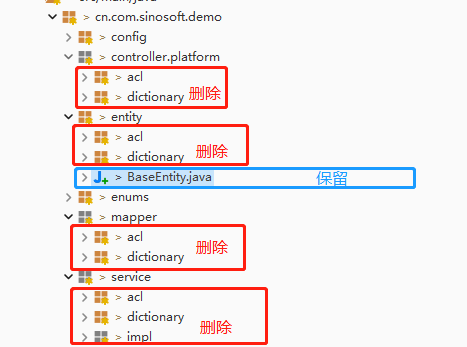 src/main/java
> cn.com.sinosoft.demo
> config
> controller.platform
> acl
> dictionary 删除
> entity
> acl
> dictionary 删除
> BaseEntity.java 保留
> enums
> mapper
> acl
> dictionary 删除
> service
> acl
> dictionary 删除
> impl